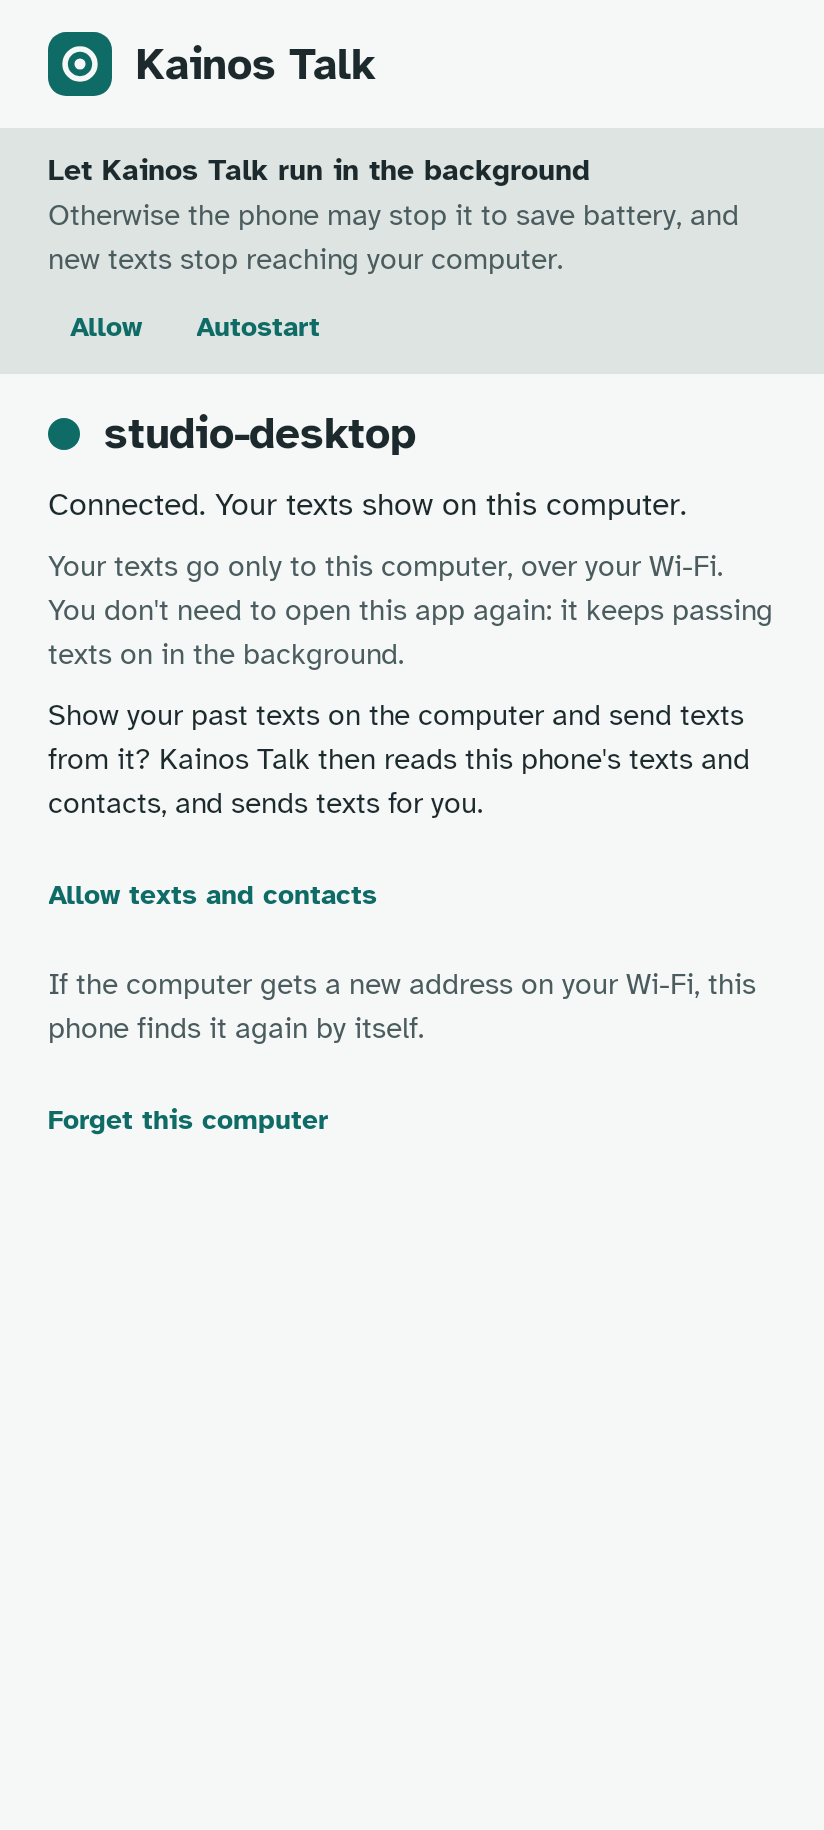 Kainos Talk
Let Kainos Talk run in the background
Otherwise the phone may stop it to save battery, and
new texts stop reaching your computer.
Allow Autostart
studio-desktop
Connected. Your texts show on this computer.
Your texts go only to this computer, over your Wi-Fi.
You don't need to open this app again: it keeps passing
texts on in the background.
Show your past texts on the computer and send texts
from it? Kainos Talk then reads this phone's texts and
contacts, and sends texts for you.
Allow texts and contacts
If the computer gets a new address on your Wi-Fi, this
phone finds it again by itself.
Forget this computer